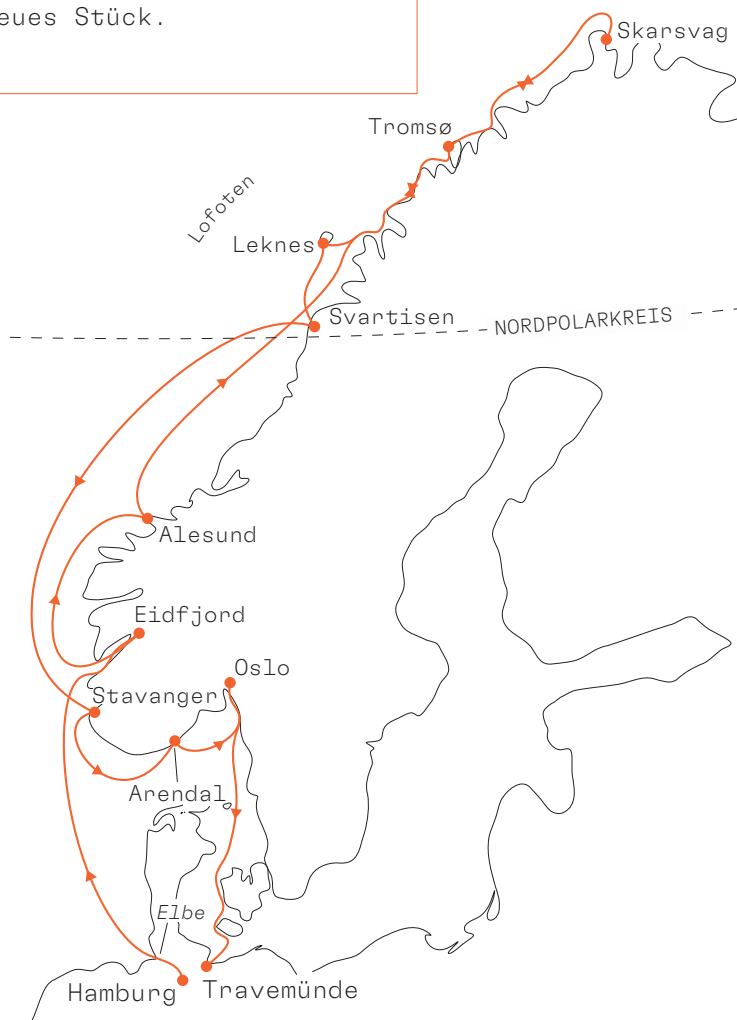 eues Stück.
Skarsvag
Tromsø
Lofoten
Leknes
Svartisen
NORDPOLARKREIS
Alesund
Eidfjord
Oslo
Stavanger
Arendal
Elbe
Hamburg
Travemünde